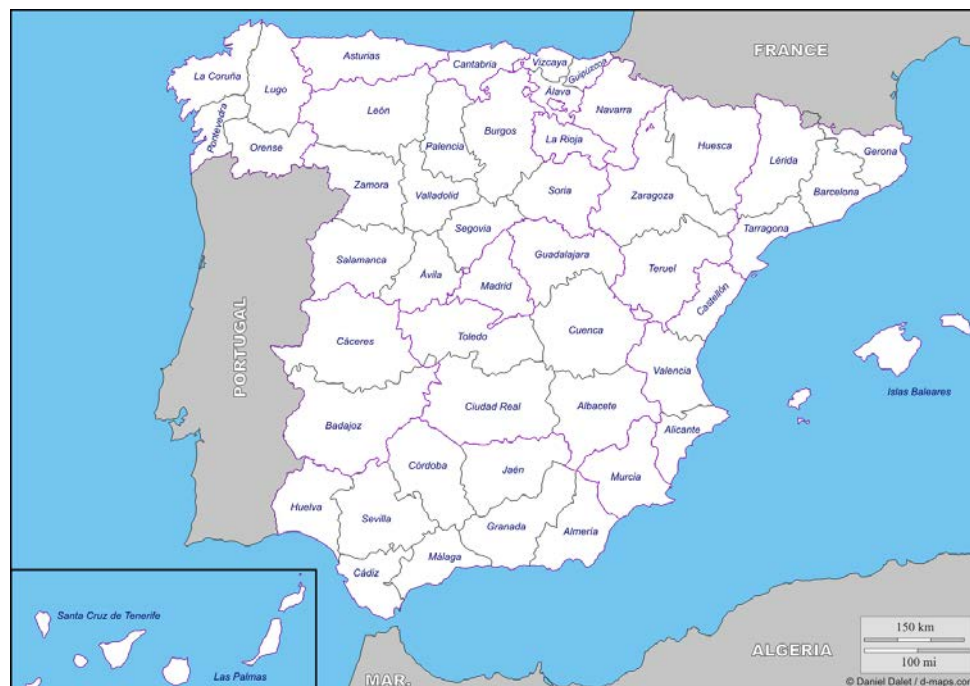 FRANCE
Asturias
Cantabria
Vizcaya
Guipúzcoa
La Coruña
Lugo
Álava
Navarra
León
Pontevedra
Orense
Palencia
Burgos
La Rioja
Huesca
Lérida
Gerona
Zamora
Valladolid
Soria
Zaragoza
Barcelona
Segovia
Tarragona
Salamanca
Ávila
Madrid
Guadalajara
Teruel
Castellón
PORTUGAL
Cáceres
Toledo
Cuenca
Valencia
Islas Baleares
Badajoz
Ciudad Real
Albacete
Alicante
Córdoba
Jaén
Murcia
Huelva
Sevilla
Granada
Almería
Málaga
Cádiz
Santa Cruz de Tenerife
Las Palmas
MAR.
ALGERIA
150 km
100 mi
© Daniel Dalet / d-maps.com